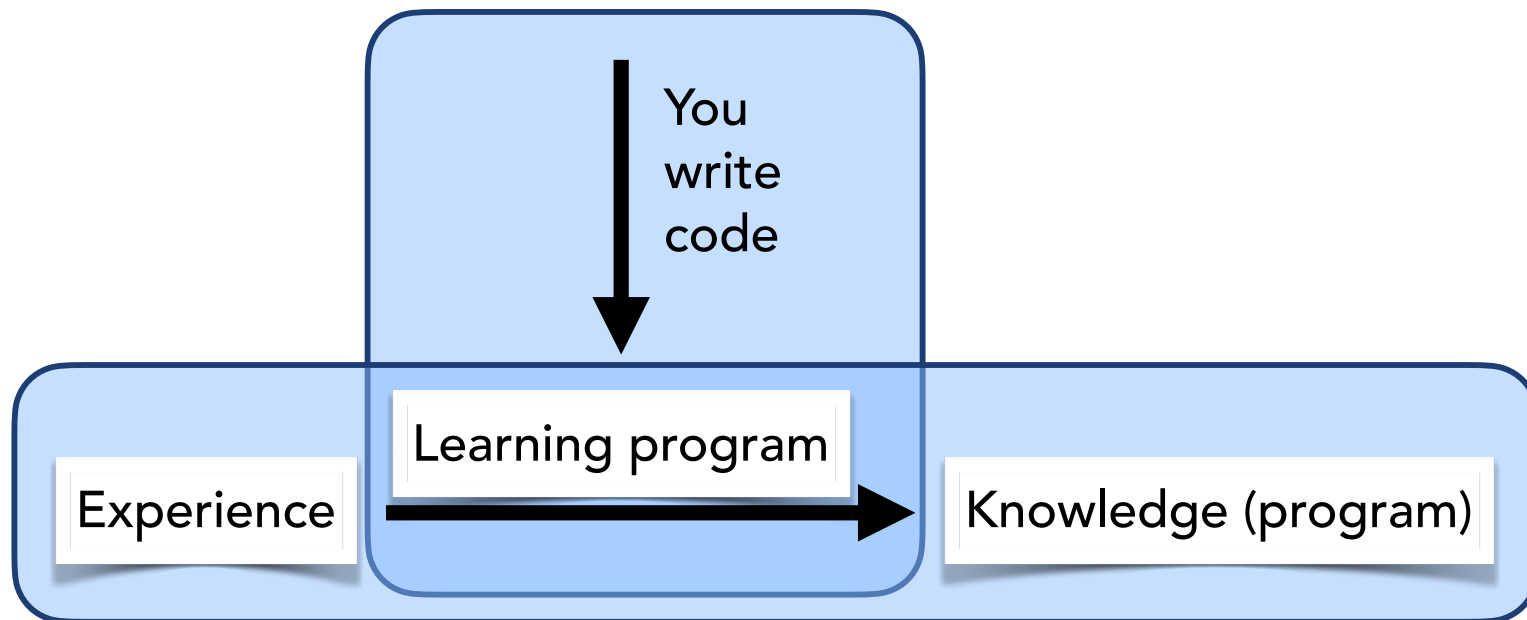 You
write
code
Learning program
Experience
Knowledge (program)